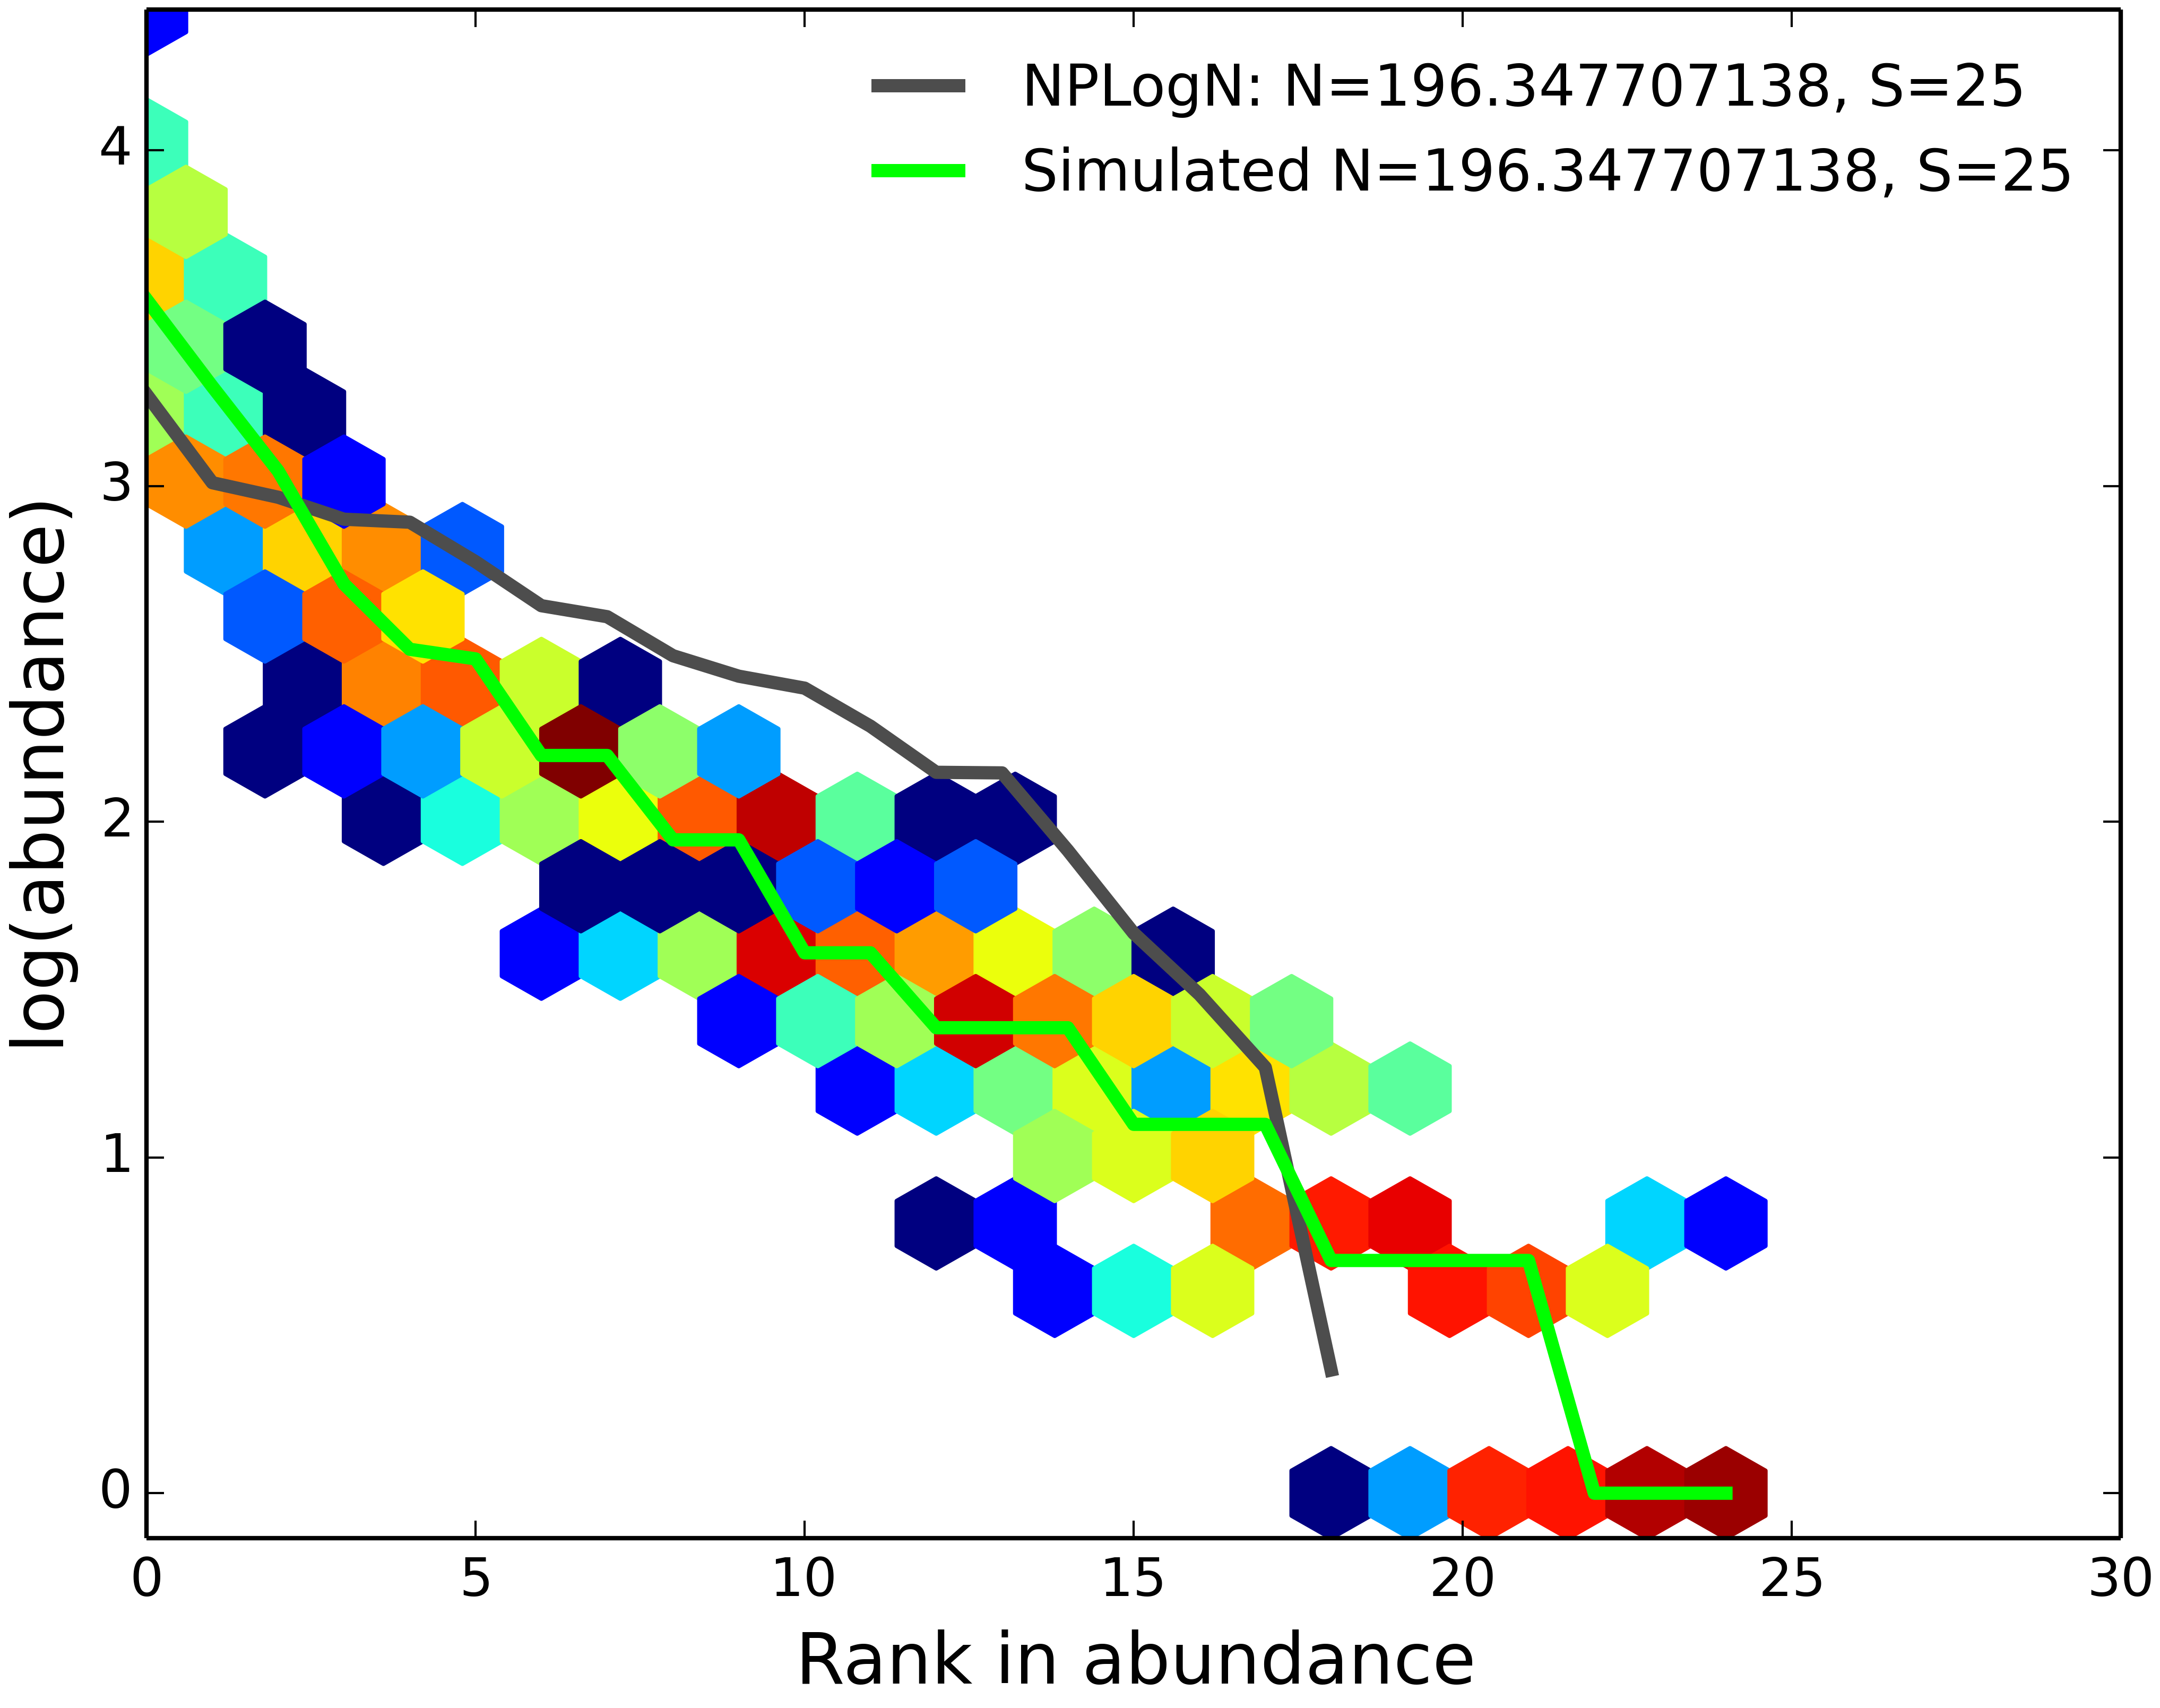 NPLogN: N=196.347707138, S=25
Simulated N=196.347707138, S=25
log(abundance)
4
3
2
1
0
0 5 10 15 20 25 30
Rank in abundance